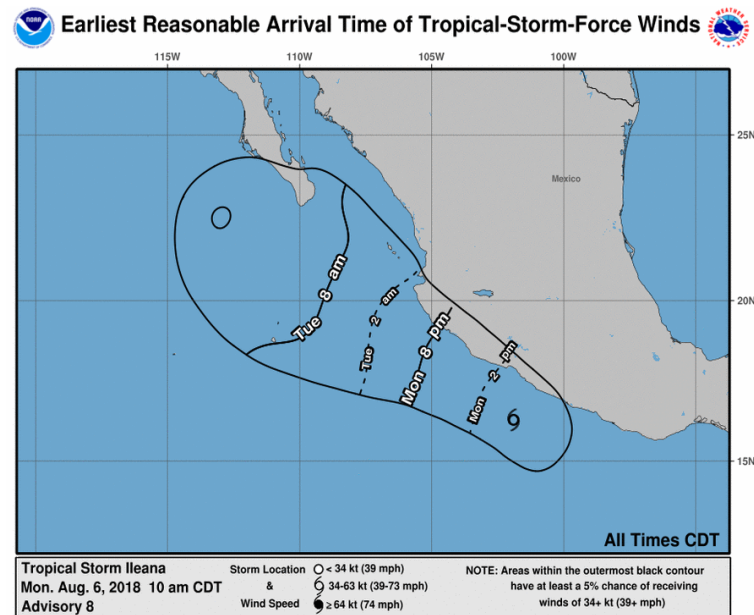 Earliest Reasonable Arrival Time of Tropical-Storm-Force Winds
115W 110W 105W 100W
25N
Mexico
20N
15N
Tue 8 am
Tue 2 am
Mon 8 pm
Mon 2 pm
All Times CDT
Tropical Storm Ileana
Mon. Aug. 6, 2018 10 am CDT
Advisory 8
Storm Location
&
Wind Speed
< 34 kt (39 mph)
34-63 kt (39-73 mph)
≥ 64 kt (74 mph)
NOTE: Areas within the outermost black contour
have at least a 5% chance of receiving
winds of 34+ kt (39+ mph)